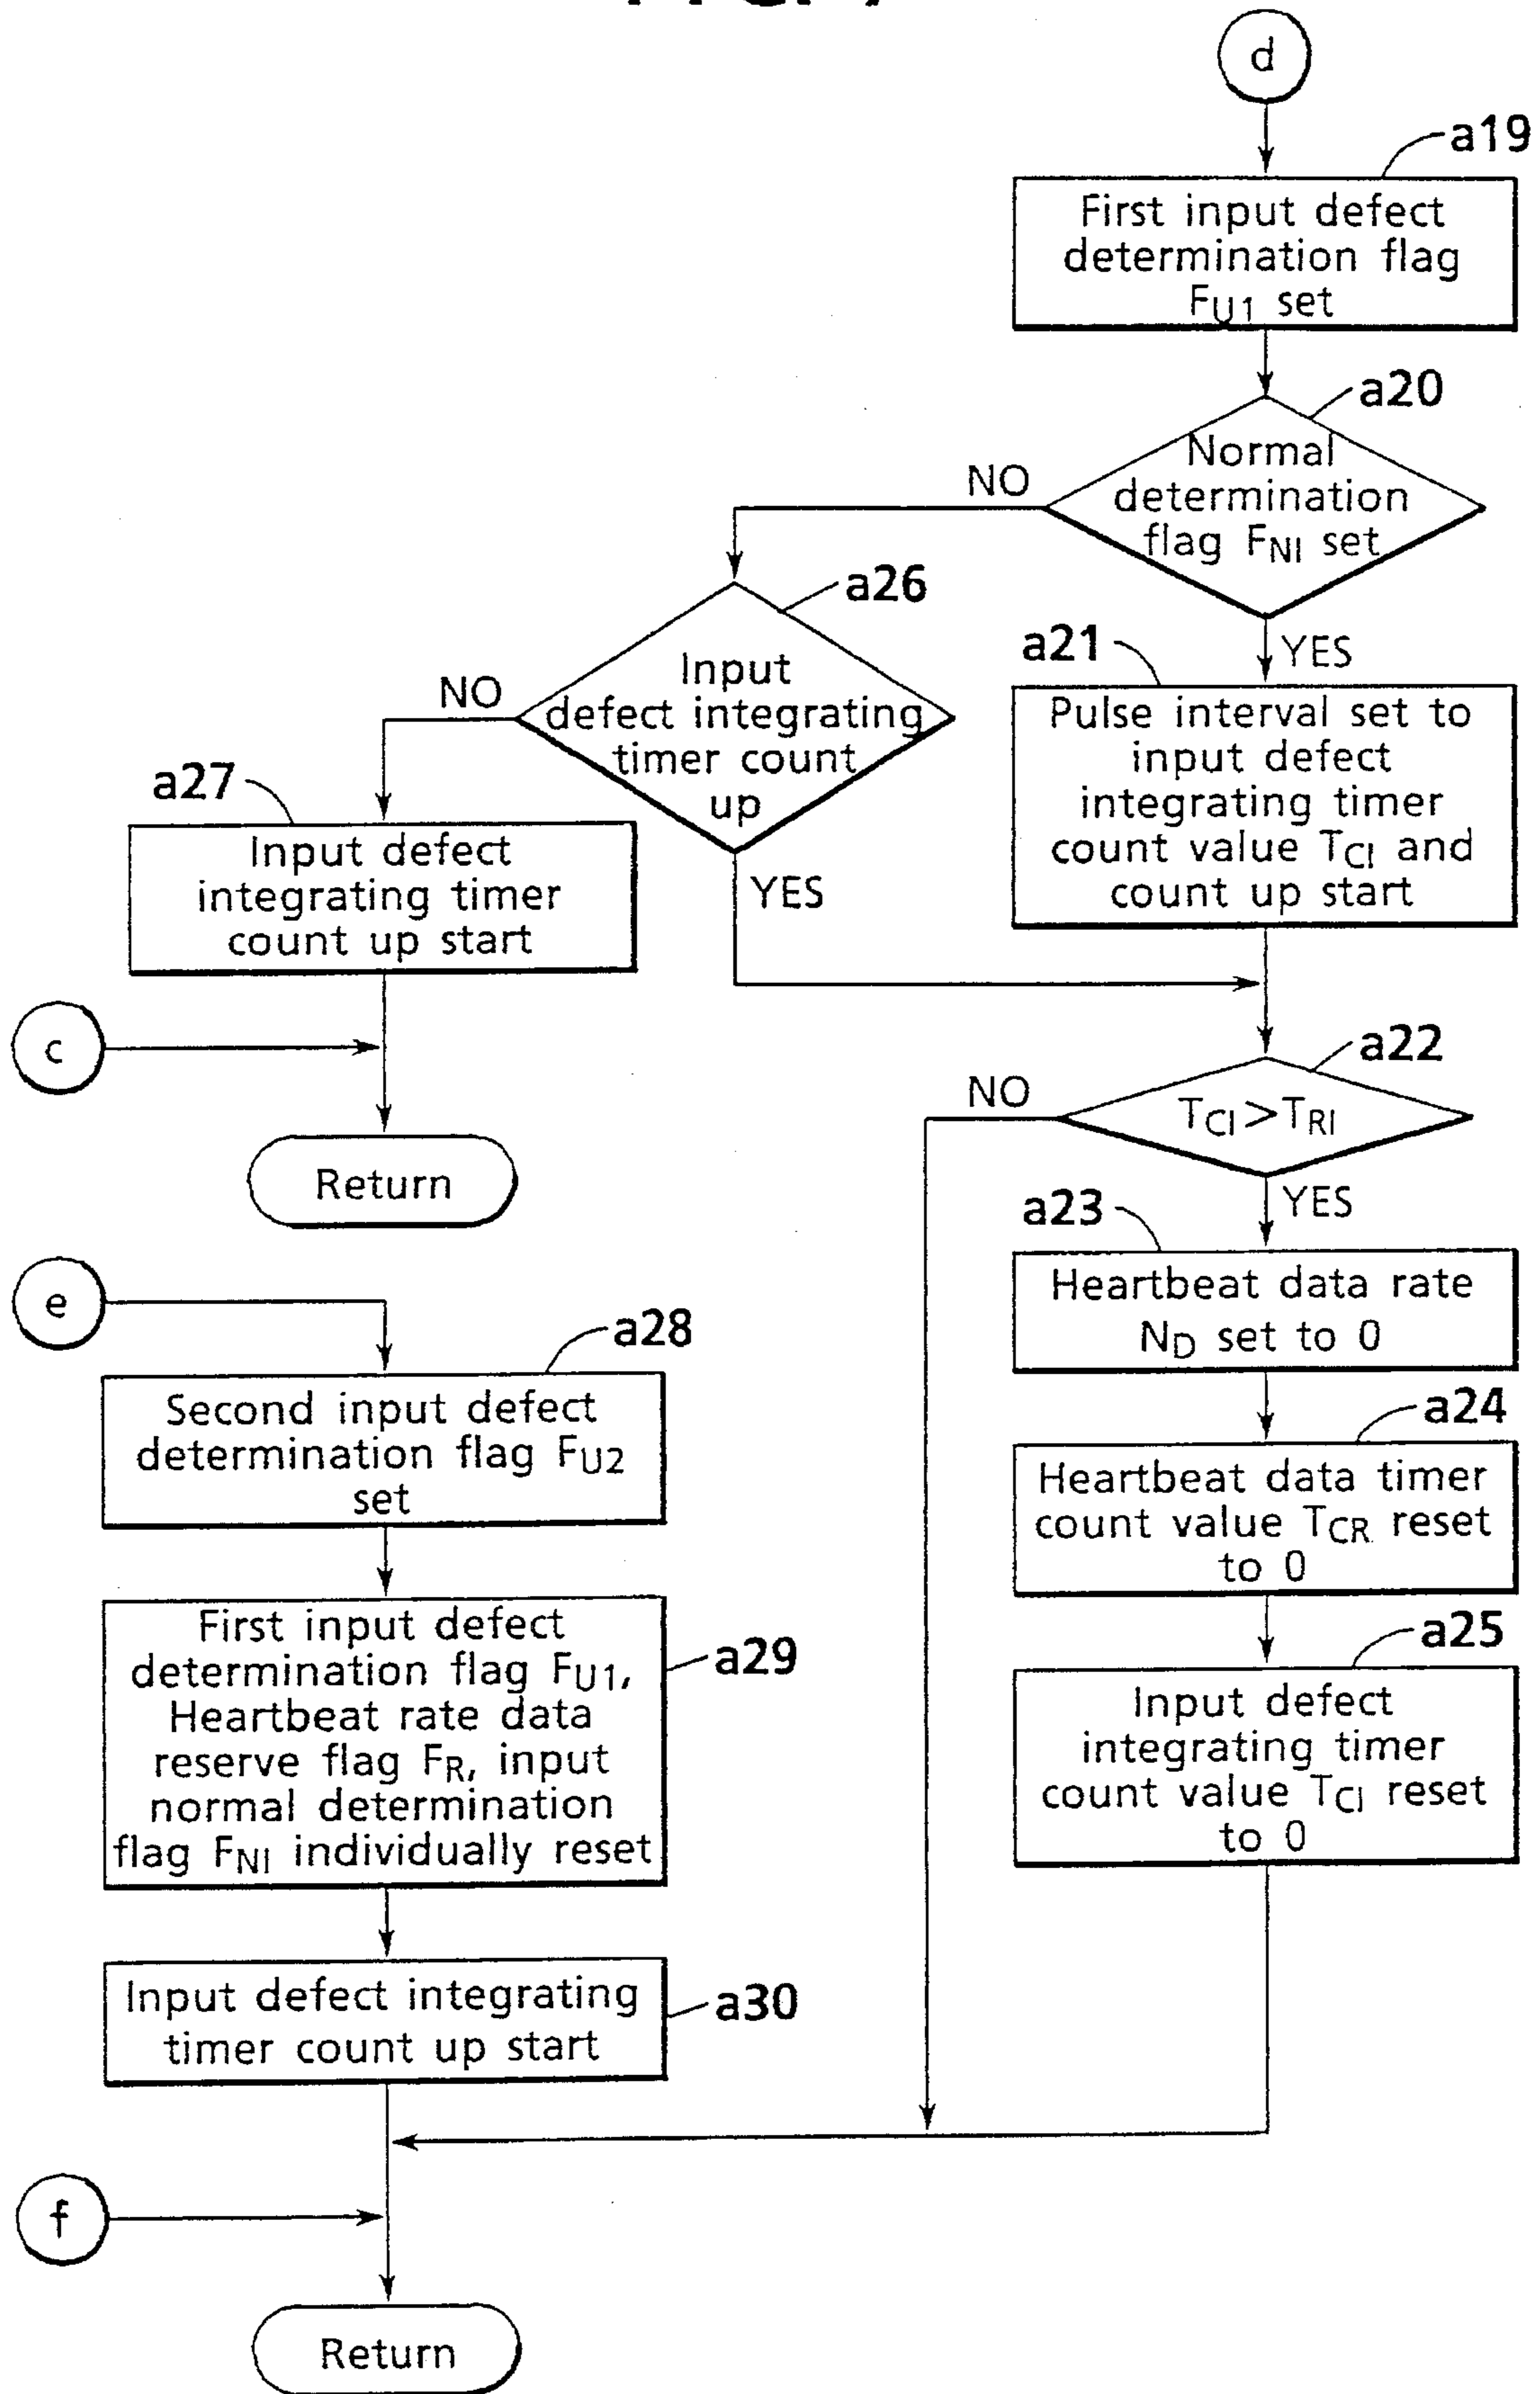 d
a19
First input defect
determination flag
FU1 set
a20
Normal
determination
flag FNI set
NO
YES
a26
Input
defect integrating
timer count
up
NO
YES
a21
Pulse interval set to
input defect
integrating timer
count value TCI and
count up start
a27
Input defect
integrating timer
count up start
c
Return
a22
TCI>TRI
NO
YES
a23
Heartbeat data rate
ND set to 0
a24
Heartbeat data timer
count value TCR reset
to 0
a25
Input defect
integrating timer
count value TCI reset
to 0
e
a28
Second input defect
determination flag FU2
set
a29
First input defect
determination flag FU1,
Heartbeat rate data
reserve flag FR, input
normal determination
flag FNI individually reset
a30
Input defect integrating
timer count up start
f
Return